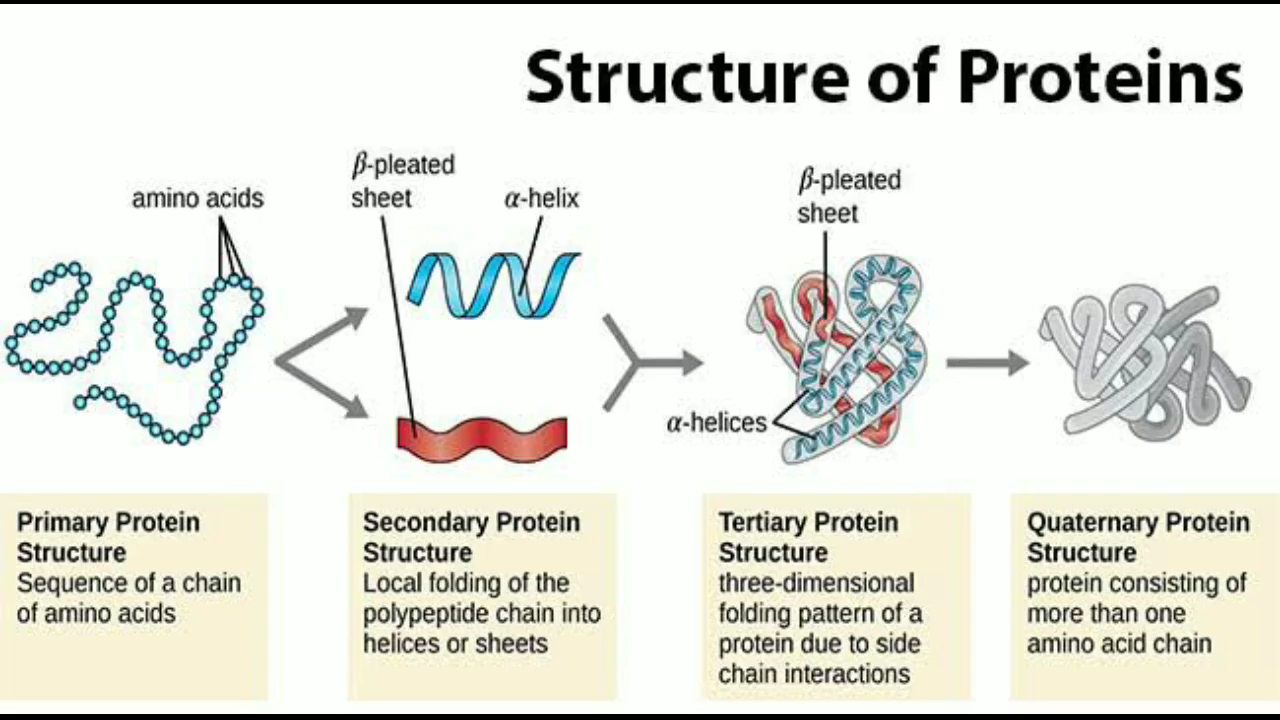 Structure of Proteins
amino acids
β-pleated
sheet
α-helix
β-pleated
sheet
α-helices
Primary Protein
Structure
Sequence of a chain
of amino acids
Secondary Protein
Structure
Local folding of the
polypeptide chain into
helices or sheets
Tertiary Protein
Structure
three-dimensional
folding pattern of a
protein due to side
chain interactions
Quaternary Protein
Structure
protein consisting of
more than one
amino acid chain